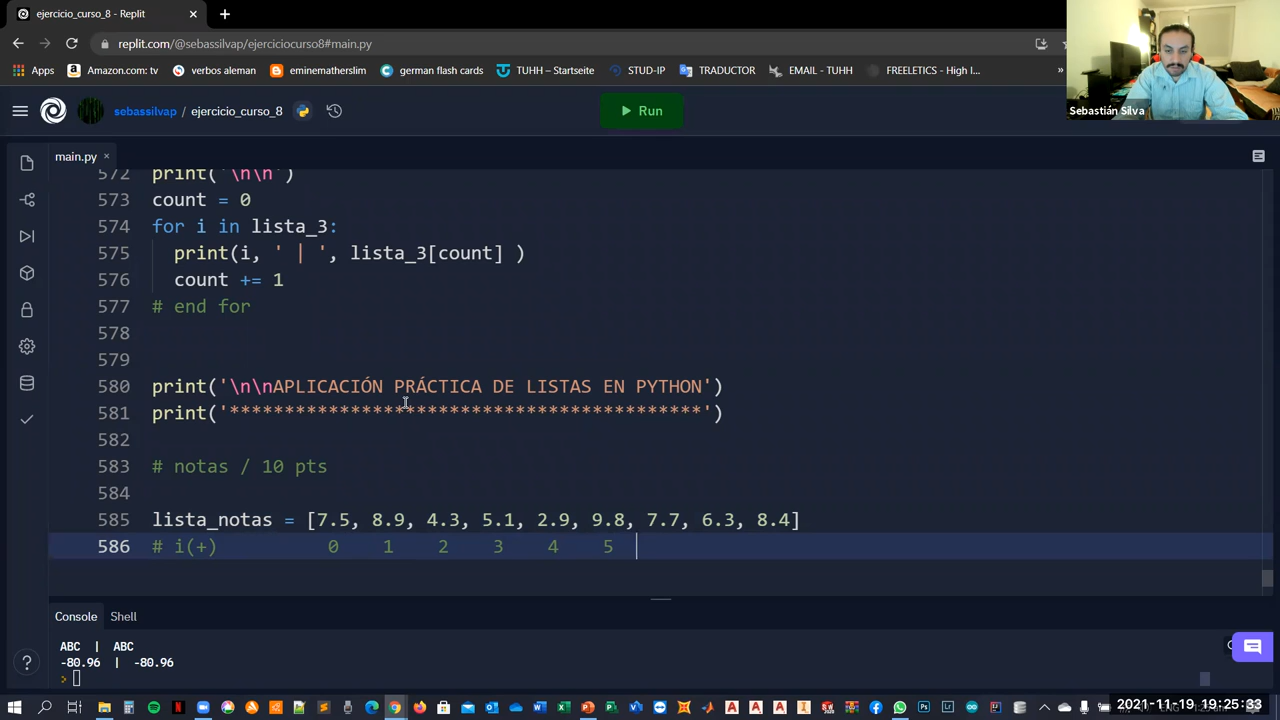 ejercicio_curso_8 - Replit
replit.com/@sebassilvap/ejerciciocurso8#main.py
Apps Amazon.com: tv verbos aleman eminematherslim german flash TUHH – Startseite STUD-IP TRADUCTOR EMAIL - TUHH FREELETICS - High I... »
Sebastián Silva
sebassilvap / ejercicio_curso_8
Run
main.py
572 print('\n\n')
573 count = 0
574 for i in lista_3:
575 print(i, ' | ', lista_3[count] )
576 count += 1
577 # end for
578
579
580 print('\n\nAPLICACIÓN PRÁCTICA DE LISTAS EN PYTHON')
581 print('*******************************************')
582
583 # notas / 10 pts
584
585 lista_notas = [7.5, 8.9, 4.3, 5.1, 2.9, 9.8, 7.7, 6.3, 8.4]
586 # i(+) 0 1 2 3 4 5
Console Shell
ABC | ABC
-80.96 | -80.96
>
2021-11-19 19:25:33